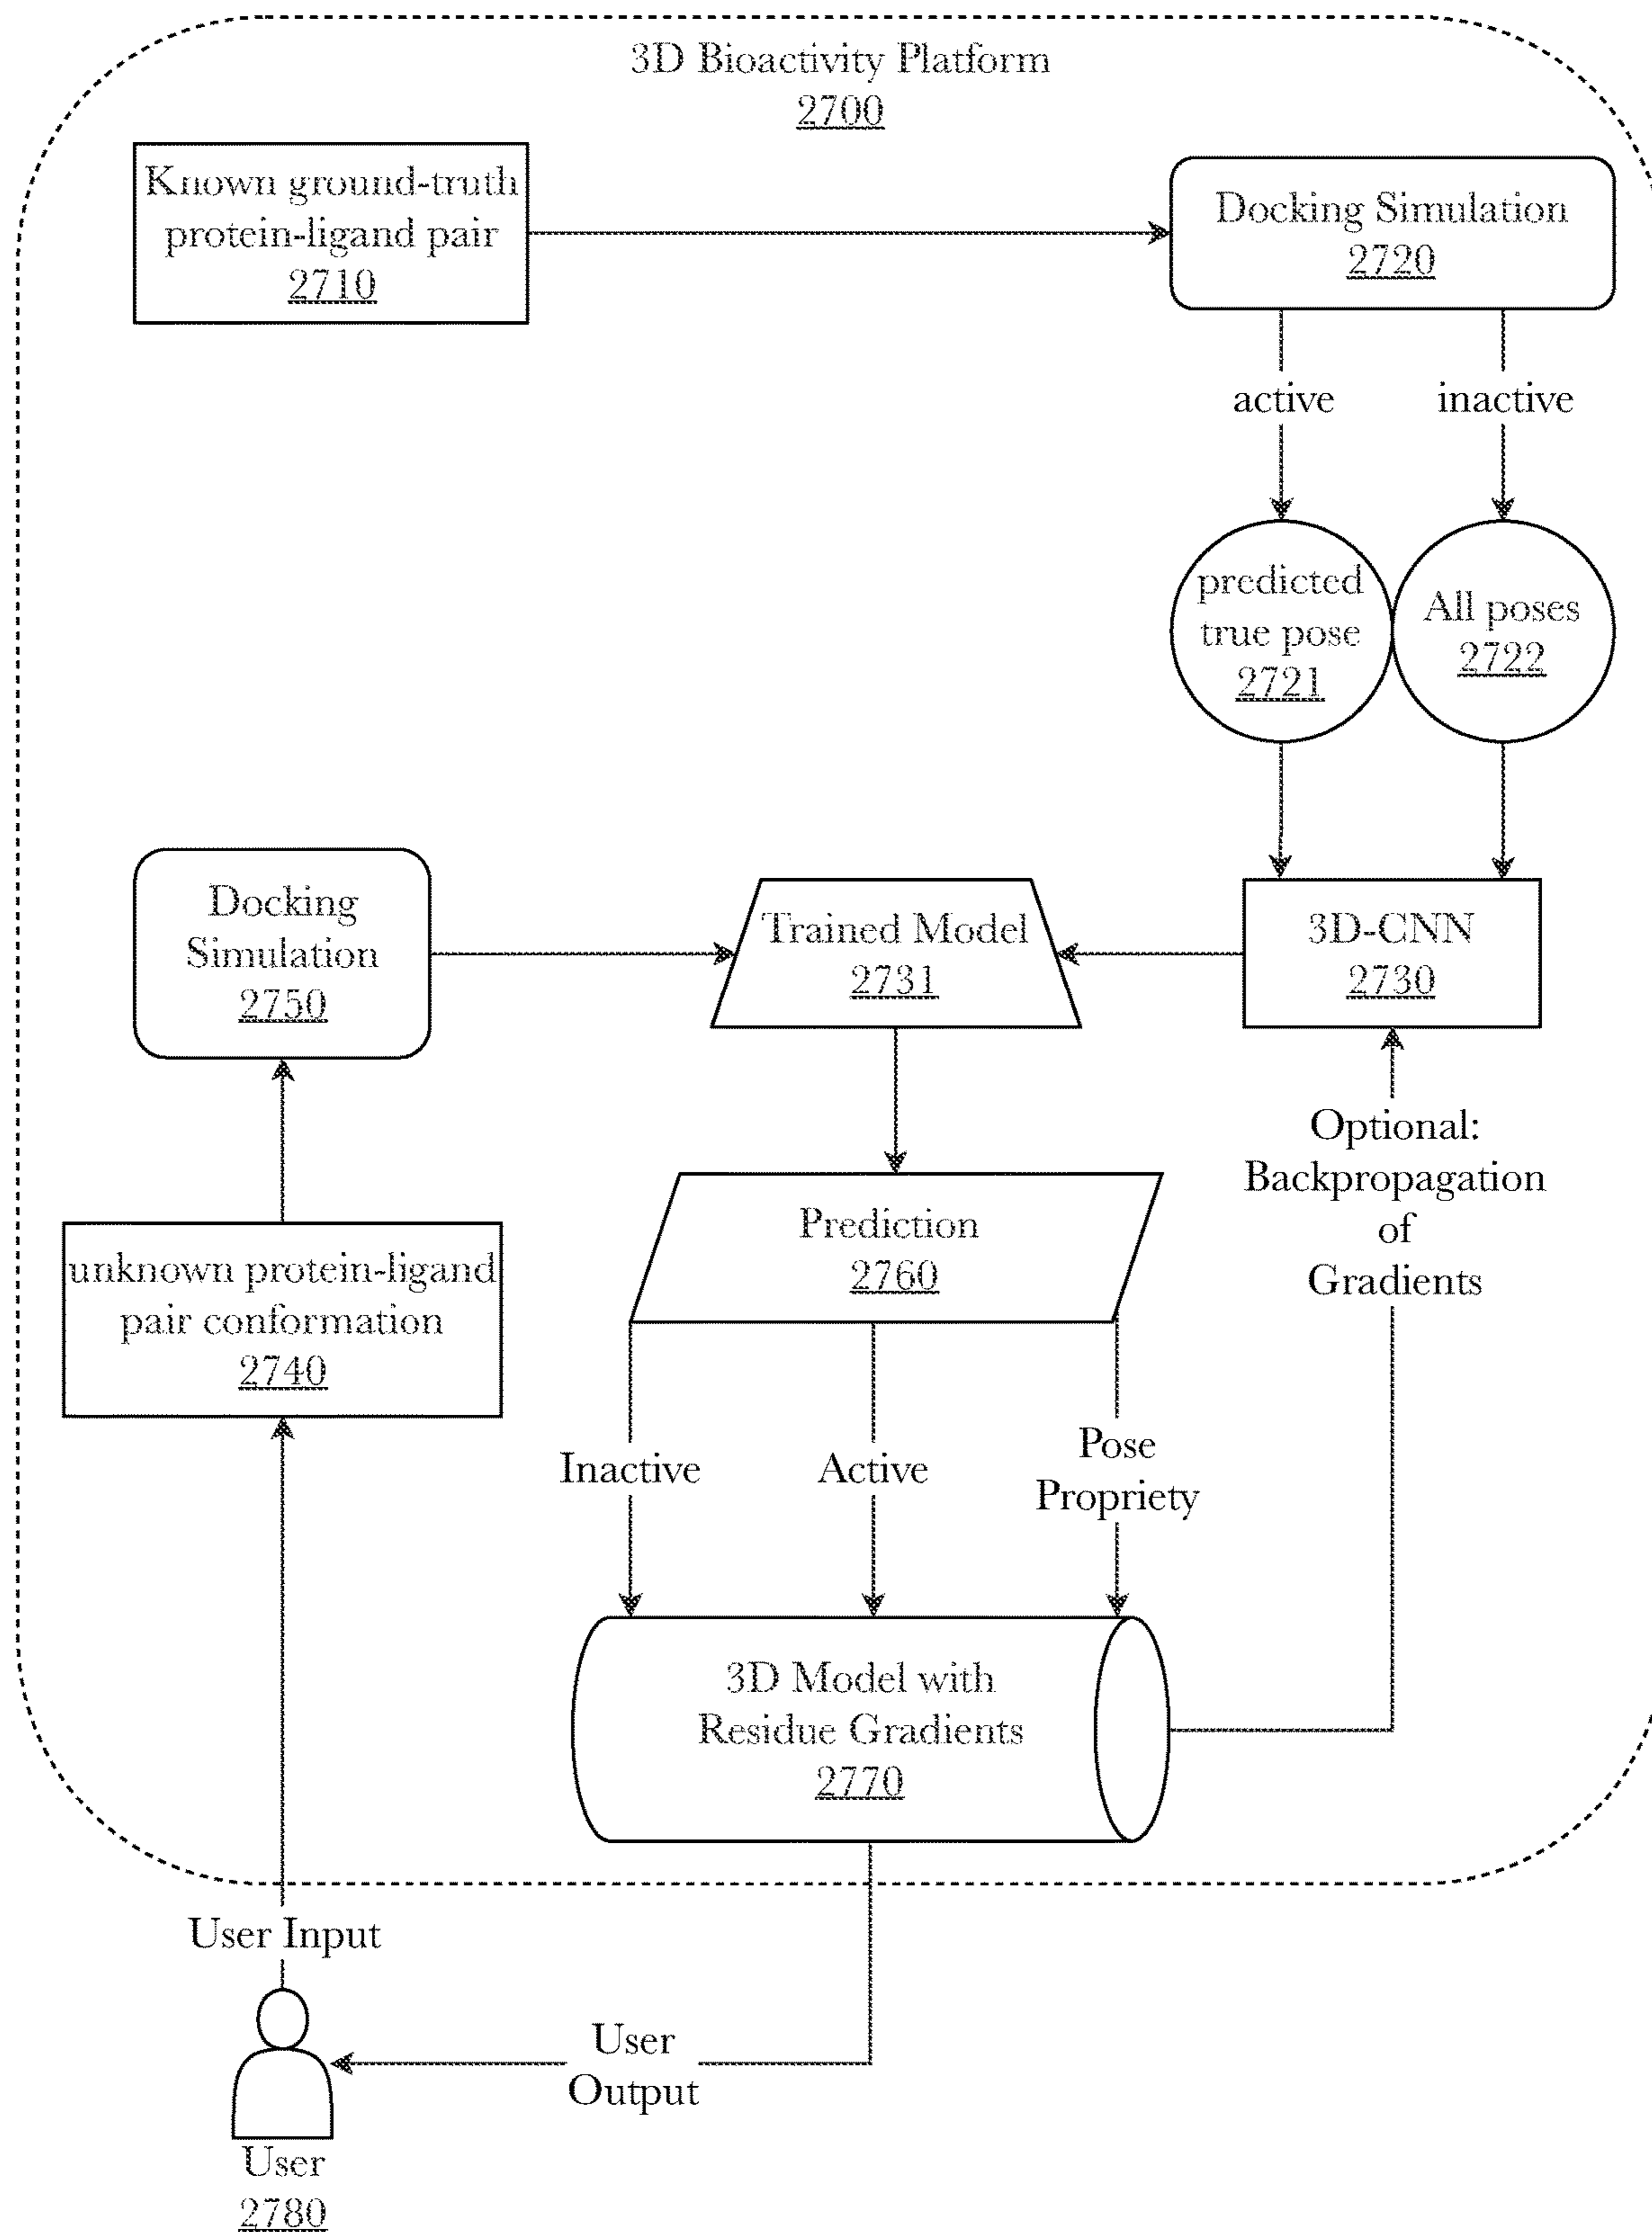 3D Bioactivity Platform
2700
Known ground-truth
protein-ligand pair
2710
Docking Simulation
2720
active
inactive
predicted
true pose
2721
All poses
2722
Docking
Simulation
2750
Trained Model
2731
3D-CNN
2730
Optional:
Backpropagation
of
Gradients
Prediction
2760
unknown protein-ligand
pair conformation
2740
Inactive
Active
Pose
Propriety
3D Model with
Residue Gradients
2770
User Input
User
Output
User
2780